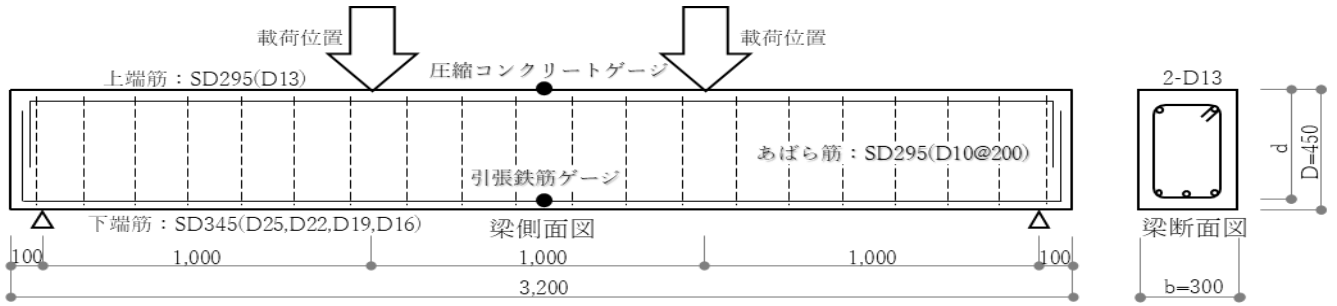 載荷位置
載荷位置
上端筋：SD295(D13)
圧縮コンクリートゲージ
2-D13
あばら筋：SD295(D10@200)
引張鉄筋ゲージ
d
D=450
下端筋：SD345(D25,D22,D19,D16)
梁側面図
梁断面図
100
1,000
1,000
1,000
100
3,200
b=300